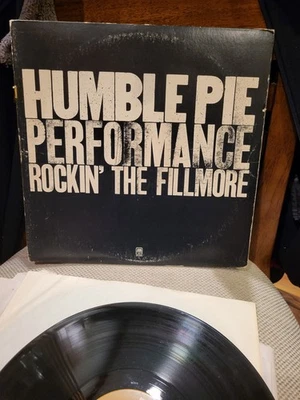 HUMBLE PIE
PERFORMANCE
ROCKIN' THE FILLMORE